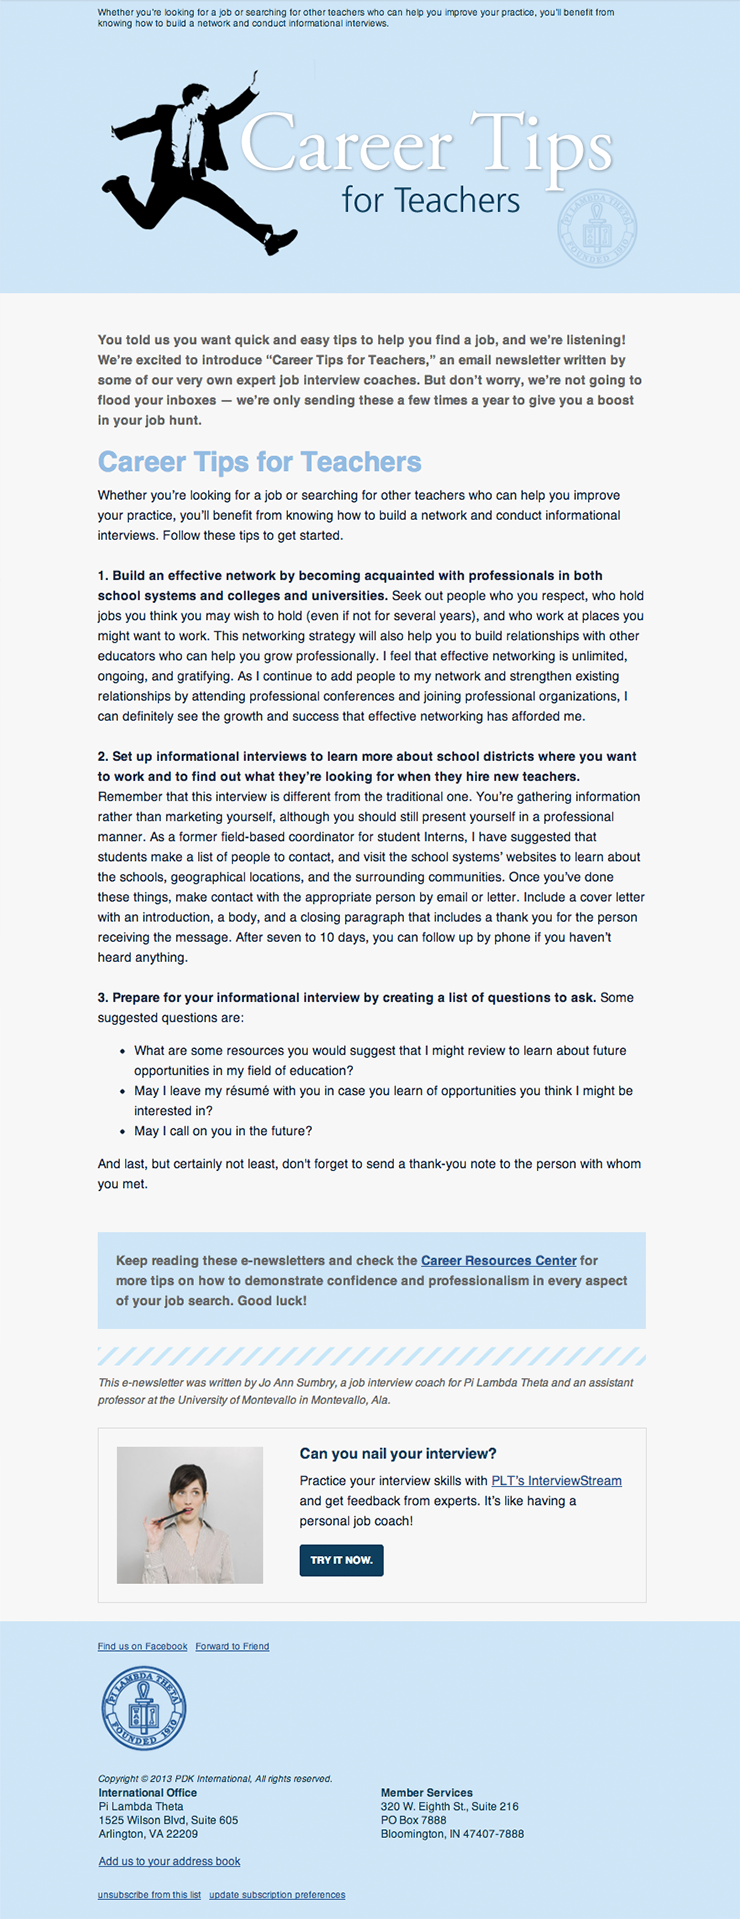 Whether you're looking for a job or searching for other teachers who can help you improve your practice, you'll benefit from
knowing how to build a network and conduct informational interviews.
Career Tips
for Teachers
PI LAMBDA THETA
FOUNDED 1910
You told us you want quick and easy tips to help you find a job, and we're listening!
We're excited to introduce “Career Tips for Teachers,” an email newsletter written by
some of our very own expert job interview coaches. But don't worry, we're not going to
flood your inboxes — we're only sending these a few times a year to give you a boost
in your job hunt.
Career Tips for Teachers
Whether you're looking for a job or searching for other teachers who can help you improve
your practice, you'll benefit from knowing how to build a network and conduct informational
interviews. Follow these tips to get started.
1. Build an effective network by becoming acquainted with professionals in both
school systems and colleges and universities. Seek out people who you respect, who hold
jobs you think you may wish to hold (even if not for several years), and who work at places you
might want to work. This networking strategy will also help you to build relationships with other
educators who can help you grow professionally. I feel that effective networking is unlimited,
ongoing, and gratifying. As I continue to add people to my network and strengthen existing
relationships by attending professional conferences and joining professional organizations, I
can definitely see the growth and success that effective networking has afforded me.
2. Set up informational interviews to learn more about school districts where you want
to work and to find out what they're looking for when they hire new teachers.
Remember that this interview is different from the traditional one. You're gathering information
rather than marketing yourself, although you should still present yourself in a professional
manner. As a former field-based coordinator for student Interns, I have suggested that
students make a list of people to contact, and visit the school systems' websites to learn about
the schools, geographical locations, and the surrounding communities. Once you've done
these things, make contact with the appropriate person by email or letter. Include a cover letter
with an introduction, a body, and a closing paragraph that includes a thank you for the person
receiving the message. After seven to 10 days, you can follow up by phone if you haven't
heard anything.
3. Prepare for your informational interview by creating a list of questions to ask. Some
suggested questions are:
• What are some resources you would suggest that I might review to learn about future
opportunities in my field of education?
• May I leave my résumé with you in case you learn of opportunities you think I might be
interested in?
• May I call on you in the future?
And last, but certainly not least, don't forget to send a thank-you note to the person with whom
you met.
Keep reading these e-newsletters and check the Career Resources Center for
more tips on how to demonstrate confidence and professionalism in every aspect
of your job search. Good luck!
This e-newsletter was written by Jo Ann Sumbry, a job interview coach for Pi Lambda Theta and an assistant
professor at the University of Montevallo in Montevallo, Ala.
Can you nail your interview?
Practice your interview skills with PLT's InterviewStream
and get feedback from experts. It's like having a
personal job coach!
TRY IT NOW.
Find us on Facebook Forward to Friend
PI LAMBDA THETA
FOUNDED 1910
Copyright © 2013 PDK International, All rights reserved.
International Office
Pi Lambda Theta
1525 Wilson Blvd, Suite 605
Arlington, VA 22209
Member Services
320 W. Eighth St., Suite 216
PO Box 7888
Bloomington, IN 47407-7888
Add us to your address book
unsubscribe from this list update subscription preferences